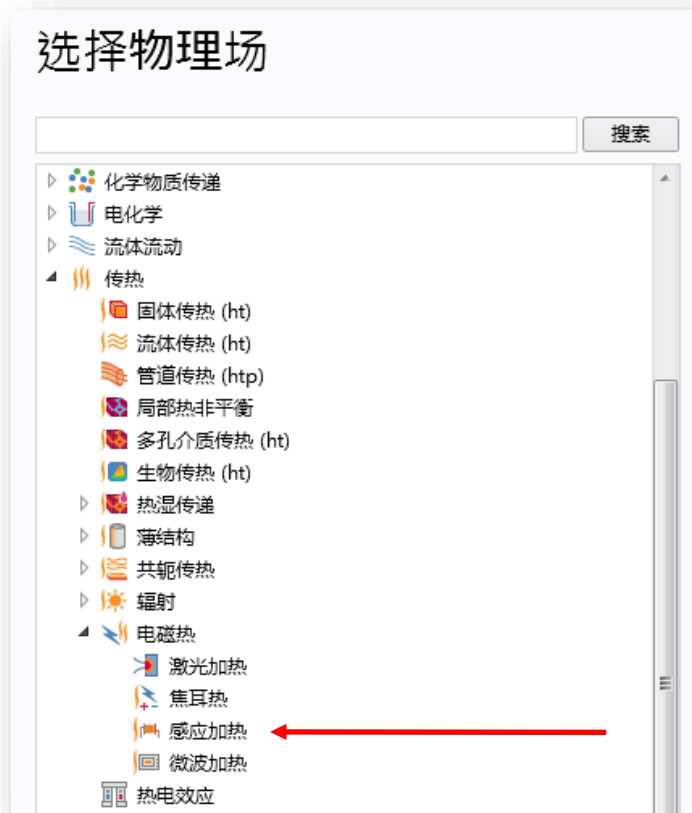 选择物理场
搜索
化学物质传递
电化学
流体流动
传热
固体传热 (ht)
流体传热 (ht)
管道传热 (htp)
局部热非平衡
多孔介质传热 (ht)
生物传热 (ht)
热湿传递
薄结构
共轭传热
辐射
电磁热
激光加热
焦耳热
感应加热
微波加热
热电效应